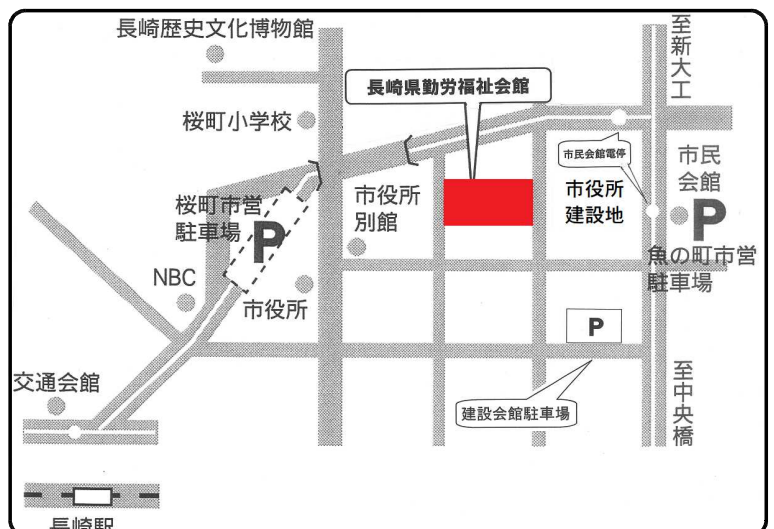 長崎歴史文化博物館
至新大工
長崎県勤労福祉会館
桜町小学校
市民会館電停
市民
会館
P
市役所
建設地
市役所
別館
桜町市営
駐車場
P
魚の町市営
駐車場
NBC
市役所
P
交通会館
建設会館駐車場
至中央橋
長崎駅